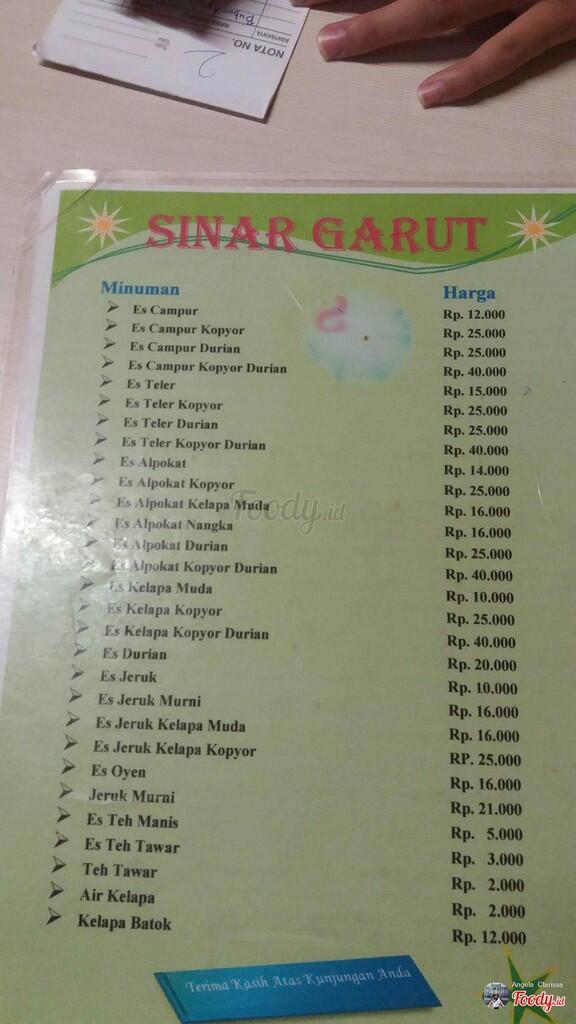 NOTA NO. 2
BANYAKNYA
SINAR GARUT
Minuman Harga
Es Campur Rp. 12.000
Es Campur Kopyor Rp. 25.000
Es Campur Durian Rp. 25.000
Es Campur Kopyor Durian Rp. 40.000
Es Teler Rp. 15.000
Es Teler Kopyor Rp. 25.000
Es Teler Durian Rp. 25.000
Es Teler Kopyor Durian Rp. 40.000
Es Alpokat Rp. 14.000
Es Alpokat Kopyor Rp. 25.000
Es Alpokat Kelapa Muda Rp. 16.000
Es Alpokat Nangka Rp. 16.000
Es Alpokat Durian Rp. 25.000
Es Alpokat Kopyor Durian Rp. 40.000
Es Kelapa Muda Rp. 10.000
Es Kelapa Kopyor Rp. 25.000
Es Kelapa Kopyor Durian Rp. 40.000
Es Durian Rp. 20.000
Es Jeruk Rp. 10.000
Es Jeruk Murni Rp. 16.000
Es Jeruk Kelapa Muda Rp. 16.000
Es Jeruk Kelapa Kopyor RP. 25.000
Es Oyen Rp. 16.000
Jeruk Murni Rp. 21.000
Es Teh Manis Rp. 5.000
Es Teh Tawar Rp. 3.000
Teh Tawar Rp. 2.000
Air Kelapa Rp. 2.000
Kelapa Batok Rp. 12.000
Terima Kasih Atas Kunjungan Anda
Foody.id
Angela Clarissa
Foody.id